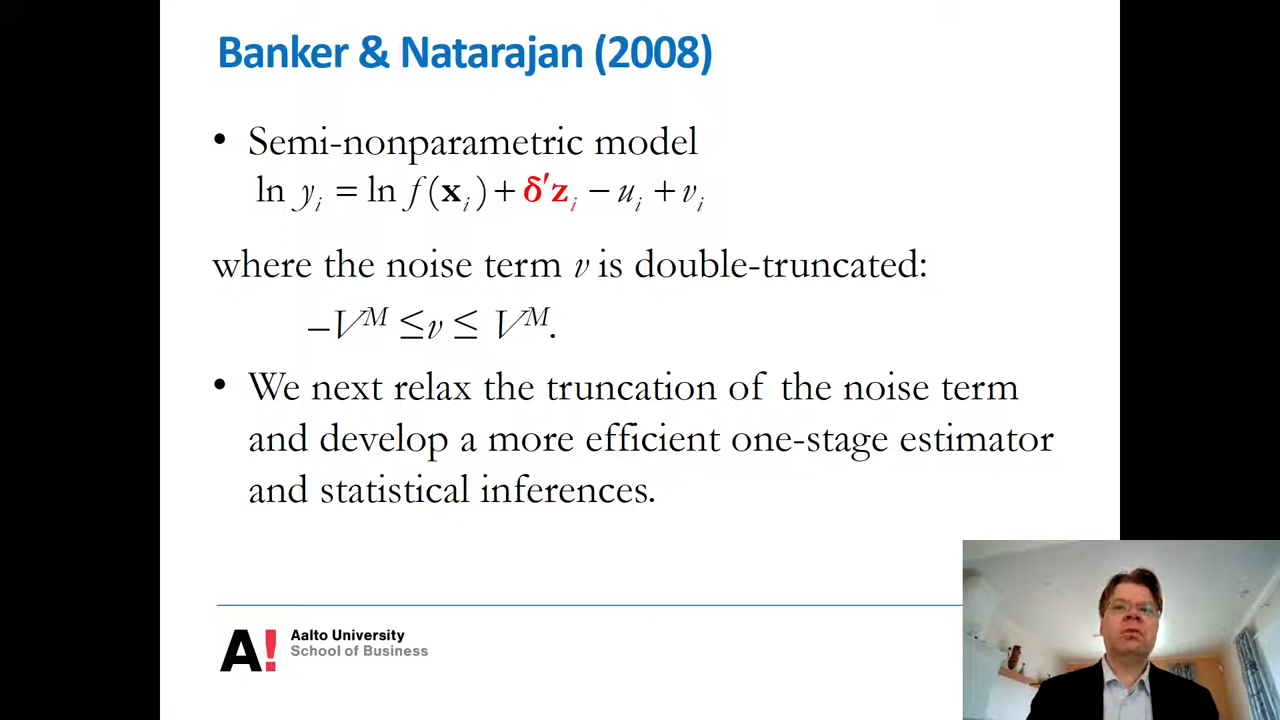 Banker & Natarajan (2008)
• Semi-nonparametric model
ln yᵢ = ln f(𝐱ᵢ) + 𝛅′𝐳ᵢ − uᵢ + vᵢ
where the noise term v is double-truncated:
–Vᴹ ≤v ≤ Vᴹ.
• We next relax the truncation of the noise term
and develop a more efficient one-stage estimator
and statistical inferences.
A! Aalto University
School of Business